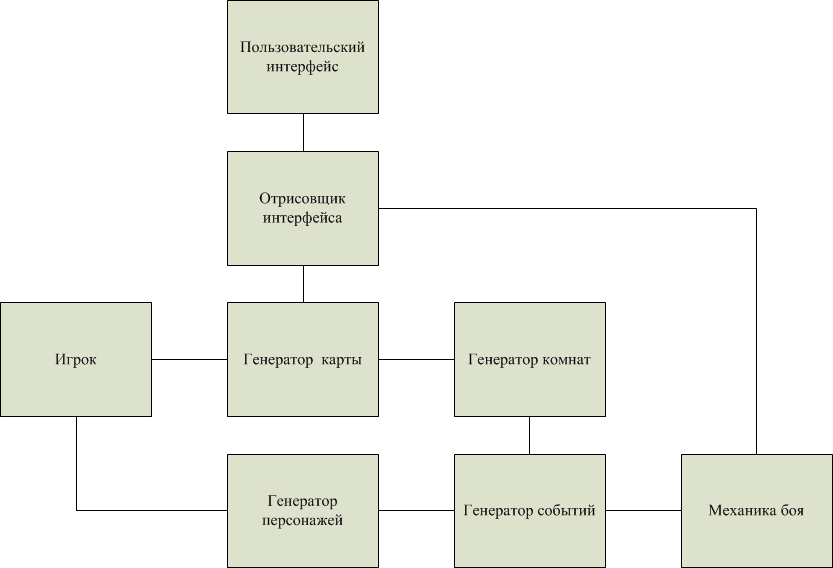 Пользовательский
интерфейс
Отрисовщик
интерфейса
Игрок
Генератор карты
Генератор комнат
Генератор
персонажей
Генератор событий
Механика боя